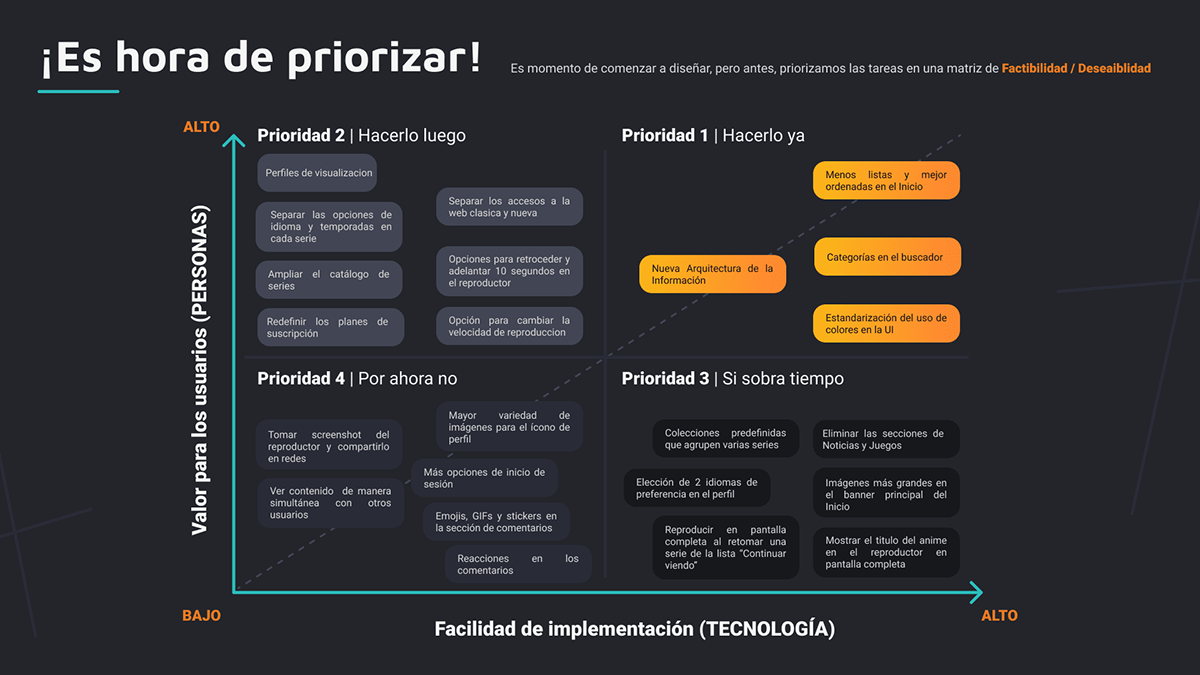 ¡Es hora de priorizar!
Es momento de comenzar a diseñar, pero antes, priorizamos las tareas en una matriz de Factibilidad / Deseaiblidad
ALTO
Valor para los usuarios (PERSONAS)
Prioridad 2 | Hacerlo luego
Perfiles de visualizacion
Separar las opciones de
idioma y temporadas en
cada serie
Ampliar el catálogo de
series
Redefinir los planes de
suscripción
Separar los accesos a la
web clasica y nueva
Opciones para retroceder y
adelantar 10 segundos en
el reproductor
Opción para cambiar la
velocidad de reproduccion
Prioridad 1 | Hacerlo ya
Menos listas y mejor
ordenadas en el Inicio
Nueva Arquitectura de la
Información
Categorías en el buscador
Estandarización del uso de
colores en la UI
Prioridad 4 | Por ahora no
Tomar screenshot del
reproductor y compartirlo
en redes
Ver contenido de manera
simultánea con otros
usuarios
Mayor variedad de
imágenes para el ícono de
perfil
Más opciones de inicio de
sesión
Emojis, GIFs y stickers en
la sección de comentarios
Reacciones en los
comentarios
Prioridad 3 | Si sobra tiempo
Colecciones predefinidas
que agrupen varias series
Elección de 2 idiomas de
preferencia en el perfil
Reproducir en pantalla
completa al retomar una
serie de la lista “Continuar
viendo”
Eliminar las secciones de
Noticias y Juegos
Imágenes más grandes en
el banner principal del
Inicio
Mostrar el titulo del anime
en el reproductor en
pantalla completa
BAJO
Facilidad de implementación (TECNOLOGÍA)
ALTO